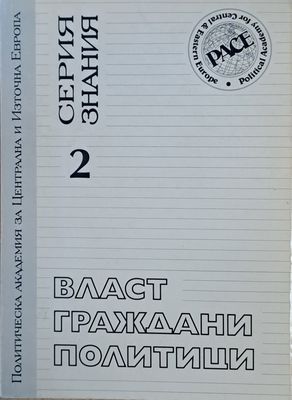 Политическа академия за Централна и Източна Европа
СЕРИЯ
ЗНАНИЯ
2
PACE
Political Academy for Central & Eastern Europe
ВЛАСТ
ГРАЖДАНИ
ПОЛИТИЦИ